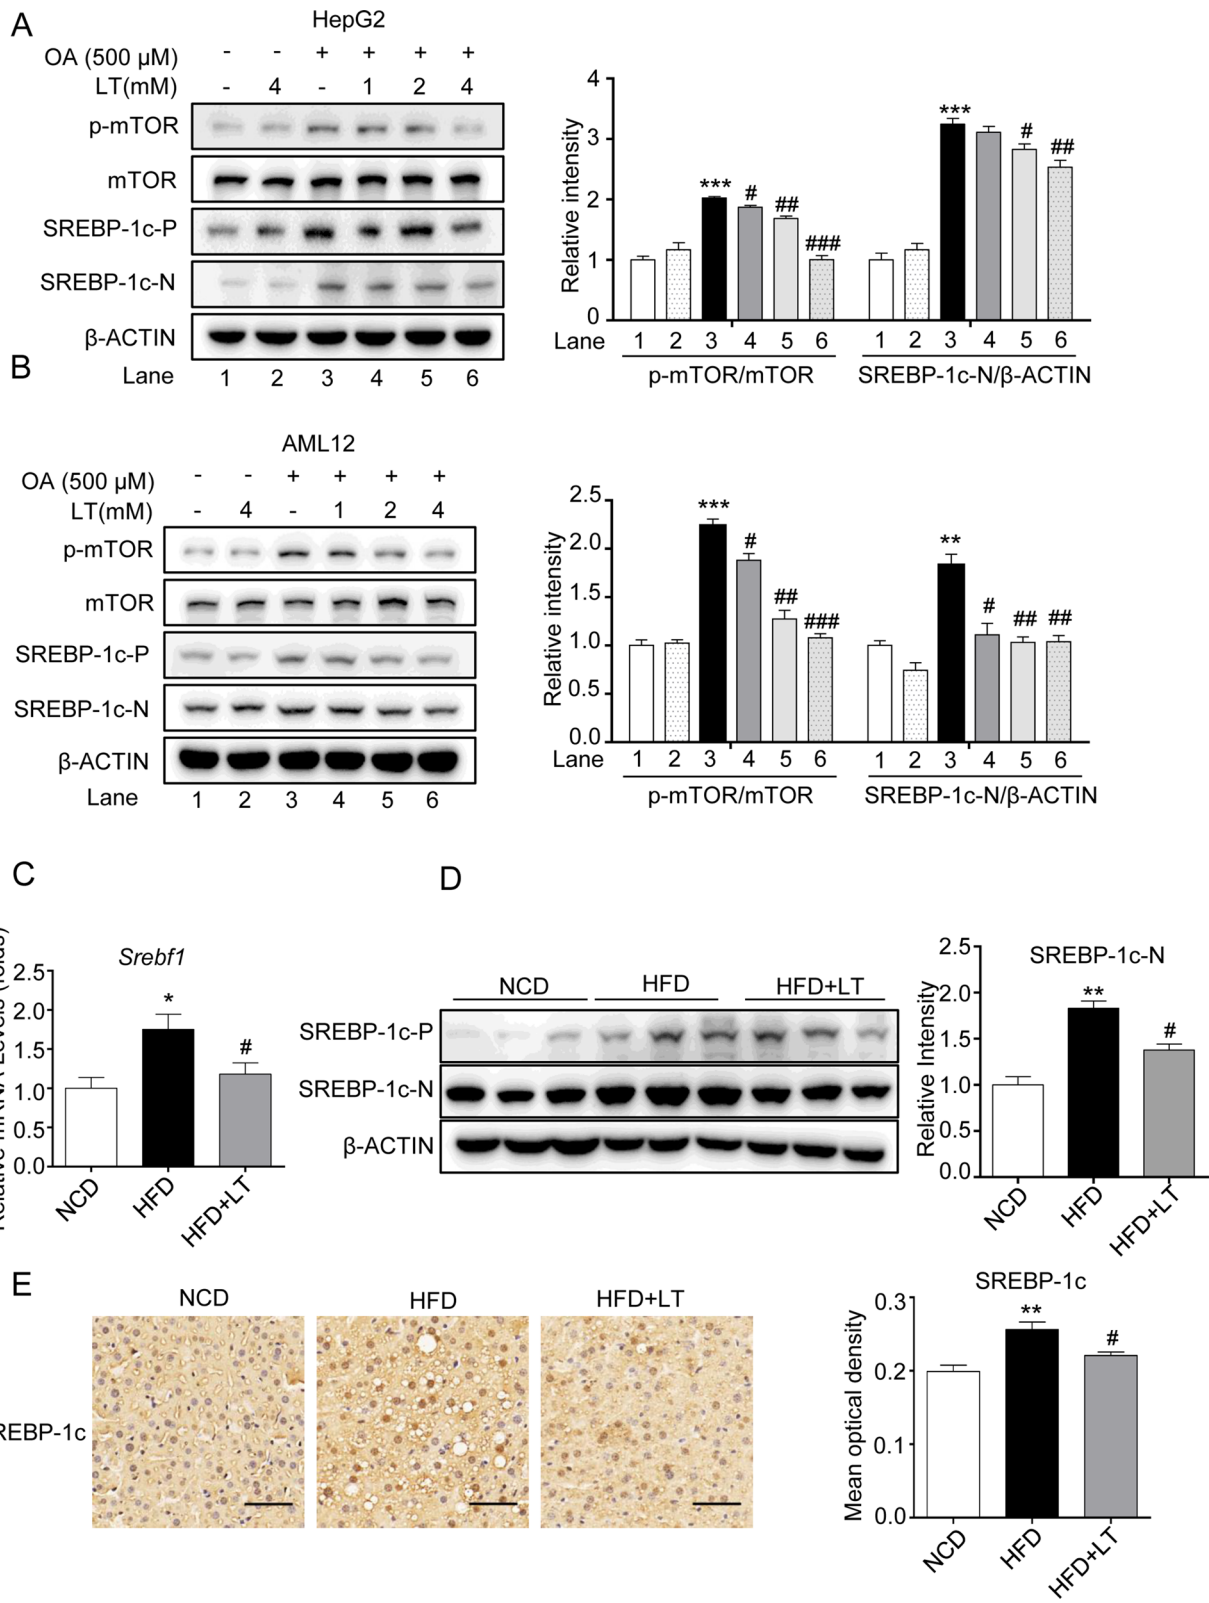 A
HepG2
OA (500 µM) - - + + + +
LT(mM) - 4 - 1 2 4
p-mTOR
mTOR
SREBP-1c-P
SREBP-1c-N
β-ACTIN
Lane 1 2 3 4 5 6
Relative intensity
4
3
2
1
0
*** # ## ###
*** # ##
Lane 1 2 3 4 5 6 1 2 3 4 5 6
p-mTOR/mTOR SREBP-1c-N/β-ACTIN
B
AML12
OA (500 µM) - - + + + +
LT(mM) - 4 - 1 2 4
p-mTOR
mTOR
SREBP-1c-P
SREBP-1c-N
β-ACTIN
Lane 1 2 3 4 5 6
Relative intensity
2.5
2.0
1.5
1.0
0.5
0.0
*** # ## ###
** # ## ##
Lane 1 2 3 4 5 6 1 2 3 4 5 6
p-mTOR/mTOR SREBP-1c-N/β-ACTIN
C
Srebf1
2.5
2.0
1.5
1.0
0.5
0.0
* #
NCD HFD HFD+LT
D
NCD HFD HFD+LT
SREBP-1c-P
SREBP-1c-N
β-ACTIN
SREBP-1c-N
Relative Intensity
2.5
2.0
1.5
1.0
0.5
0.0
** #
NCD HFD HFD+LT
E
NCD HFD HFD+LT
REBP-1c
SREBP-1c
Mean optical density
0.3
0.2
0.1
0.0
** #
NCD HFD HFD+LT